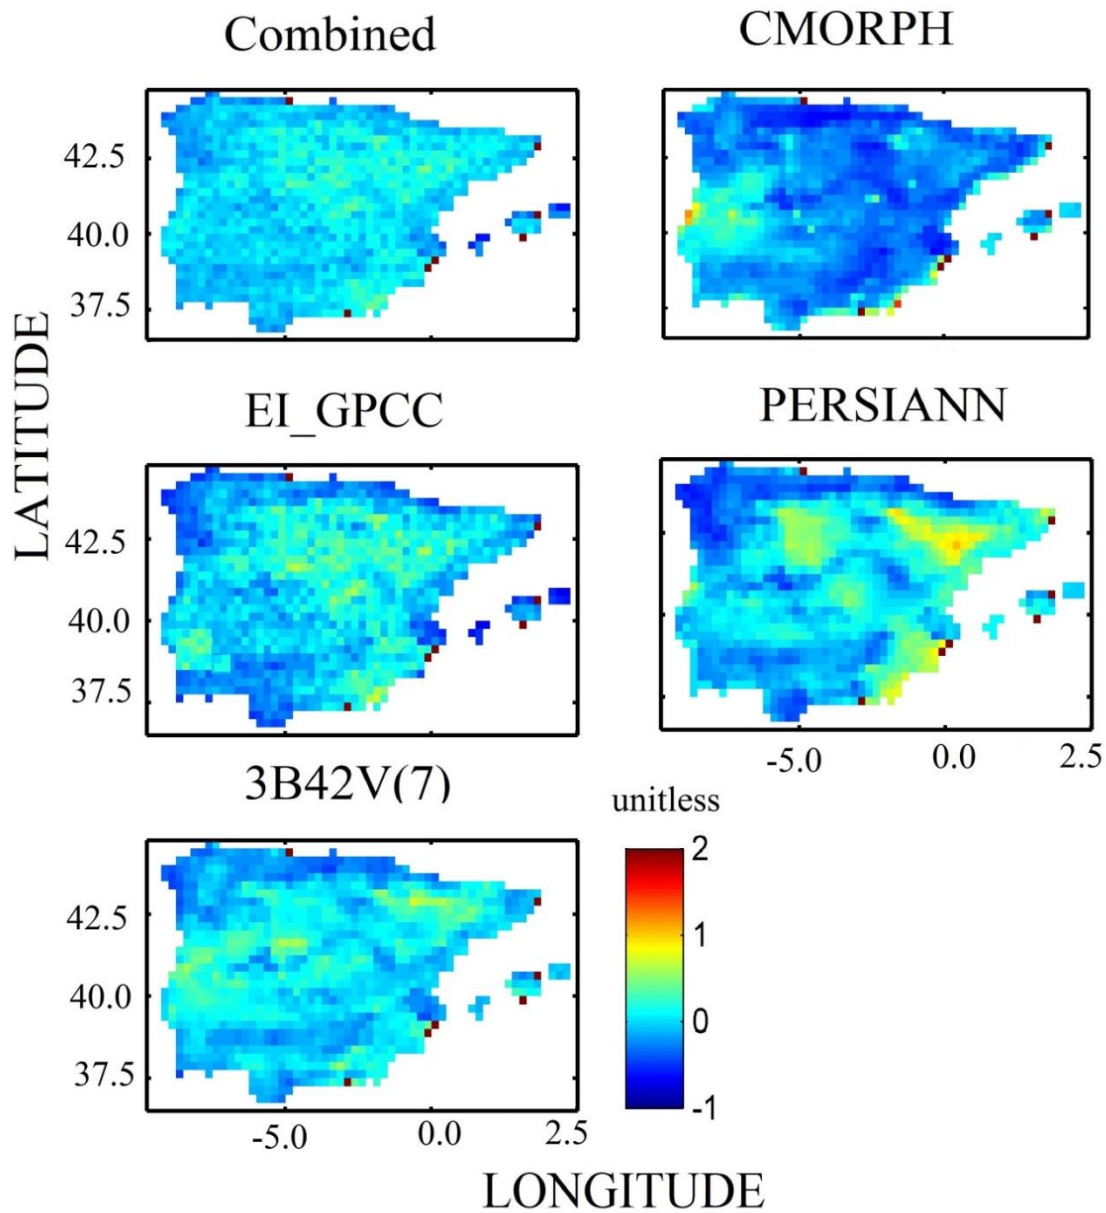 Combined
CMORPH
42.5
40.0
37.5
LATITUDE
EI_GPCC
PERSIANN
42.5
40.0
37.5
-5.0 0.0 2.5
3B42V(7)
unitless
42.5
40.0
37.5
2
1
0
-1
-5.0 0.0 2.5
LONGITUDE